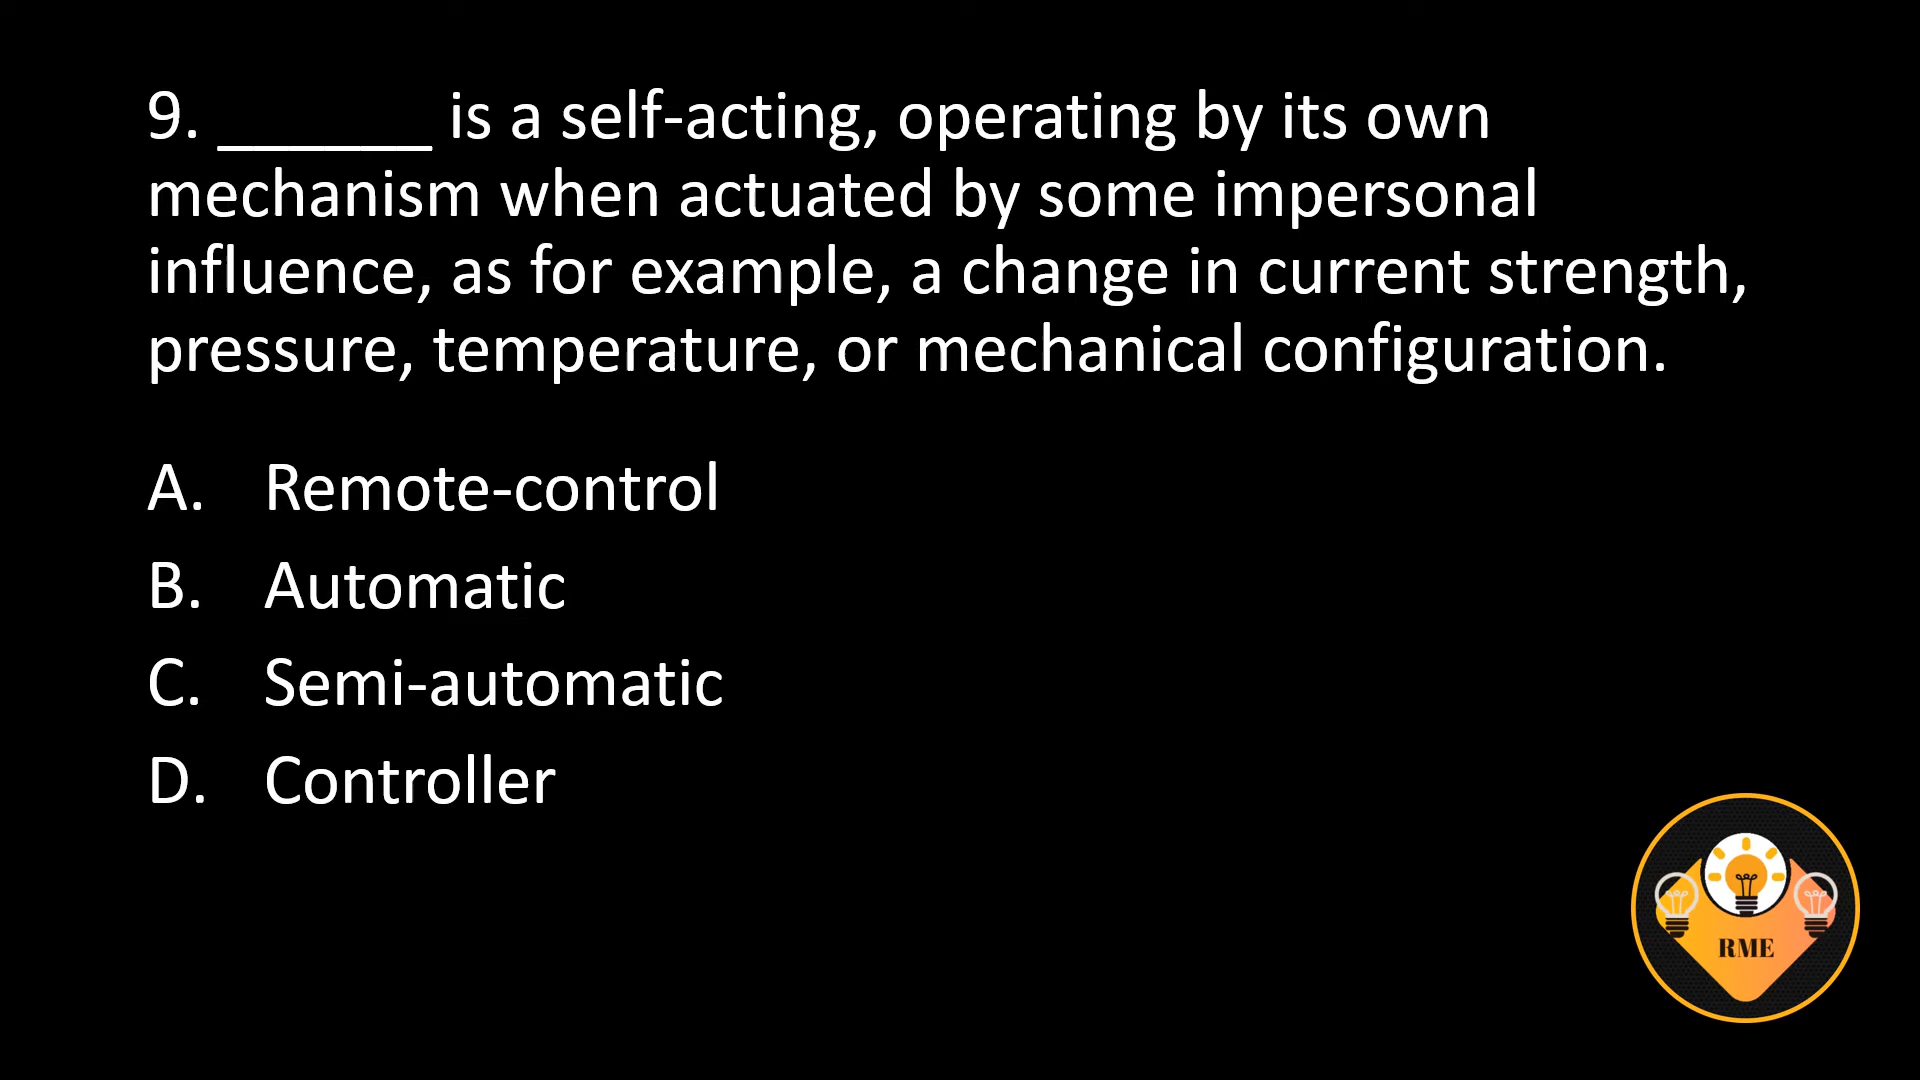 9. ______ is a self-acting, operating by its own
mechanism when actuated by some impersonal
influence, as for example, a change in current strength,
pressure, temperature, or mechanical configuration.
A. Remote-control
B. Automatic
C. Semi-automatic
D. Controller
RME